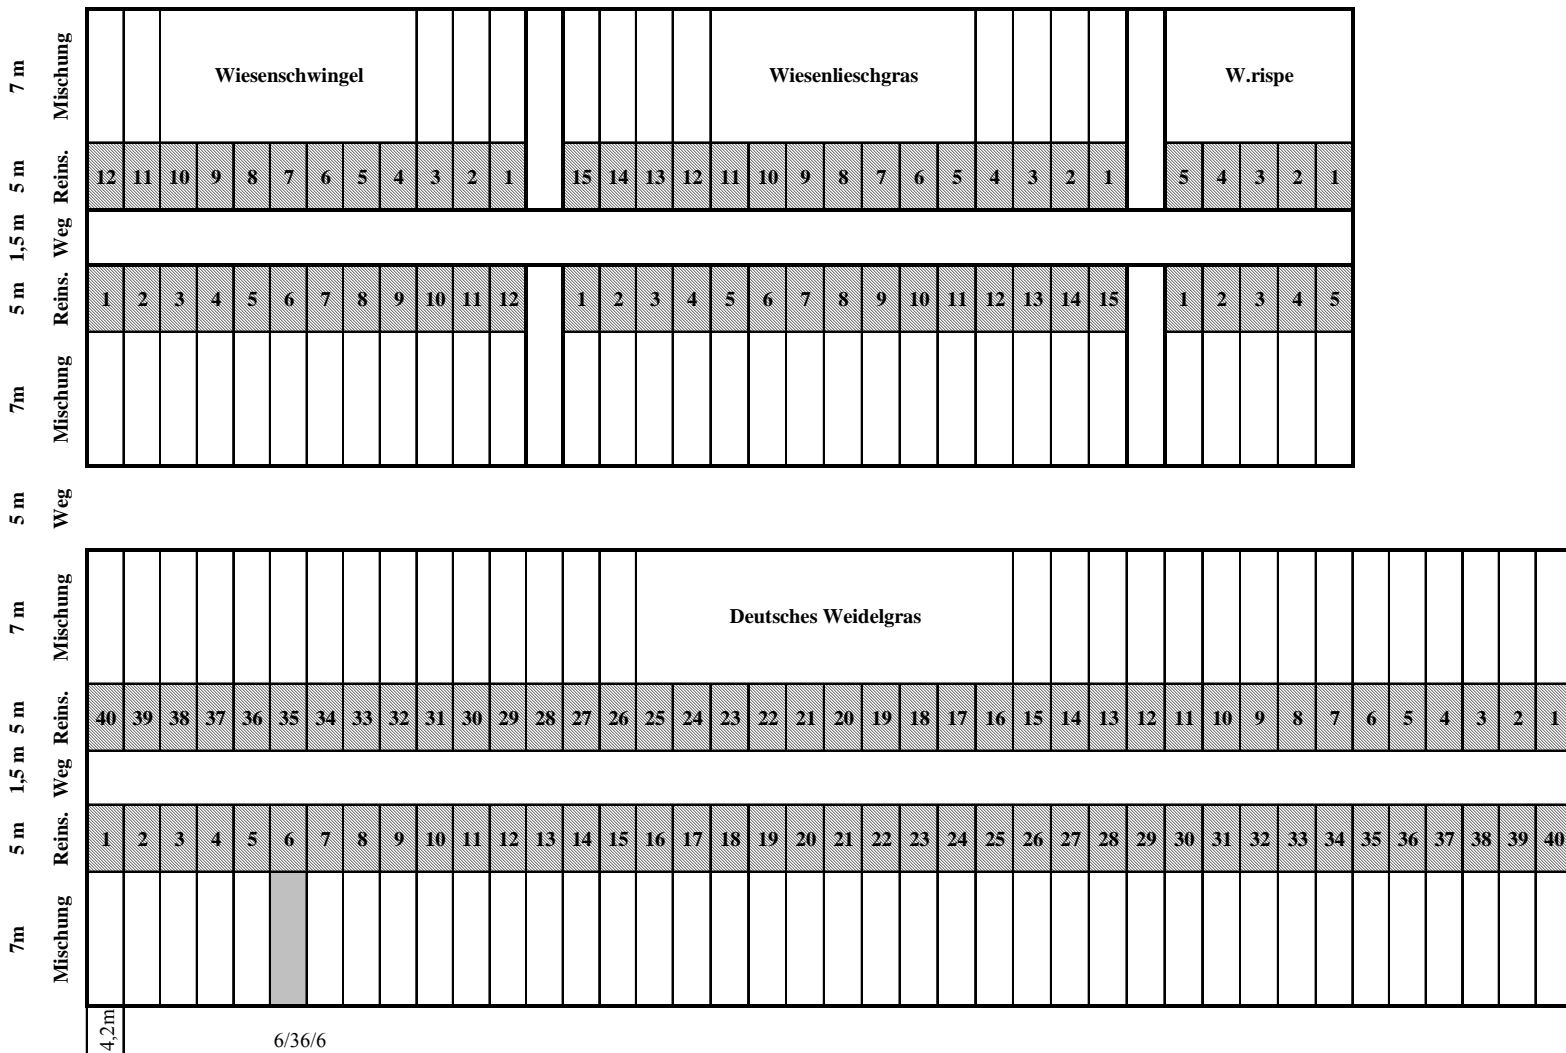 7 m Mischung Wiesenschwingel Wiesenlieschgras W.rispe
5 m Reins. 12 11 10 9 8 7 6 5 4 3 2 1 15 14 13 12 11 10 9 8 7 6 5 4 3 2 1 5 4 3 2 1
1,5 m Weg
5 m Reins. 1 2 3 4 5 6 7 8 9 10 11 12 1 2 3 4 5 6 7 8 9 10 11 12 13 14 15 1 2 3 4 5
7m Mischung
5 m Weg
7 m Mischung Deutsches Weidelgras
5 m Reins. 40 39 38 37 36 35 34 33 32 31 30 29 28 27 26 25 24 23 22 21 20 19 18 17 16 15 14 13 12 11 10 9 8 7 6 5 4 3 2 1
1,5 m Weg
5 m Reins. 1 2 3 4 5 6 7 8 9 10 11 12 13 14 15 16 17 18 19 20 21 22 23 24 25 26 27 28 29 30 31 32 33 34 35 36 37 38 39 40
7m Mischung
4,2m 6/36/6